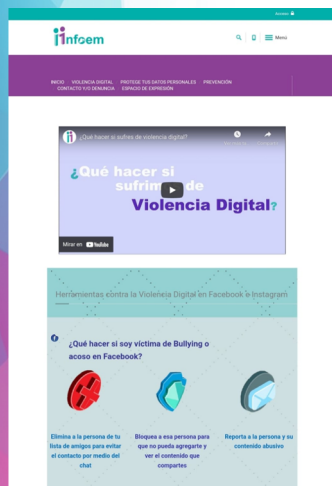 Acceso
infoem
Menú
INICIO VIOLENCIA DIGITAL PROTEGE TUS DATOS PERSONALES PREVENCIÓN
CONTACTO Y/O DENUNCIA ESPACIO DE EXPRESIÓN
¿Qué hacer si sufres de violencia digital?
¿Qué hacer si
sufrimos de
Violencia Digital?
Mirar en YouTube
Herramientas contra la Violencia Digital en Facebook e Instagram
¿Qué hacer si soy víctima de Bullying o
acoso en Facebook?
Elimina a la persona de tu
lista de amigos para evitar
el contacto por medio del
chat
Bloquea a esa persona para
que no pueda agregarte y
ver el contenido que
compartes
Reporta a la persona y su
contenido abusivo